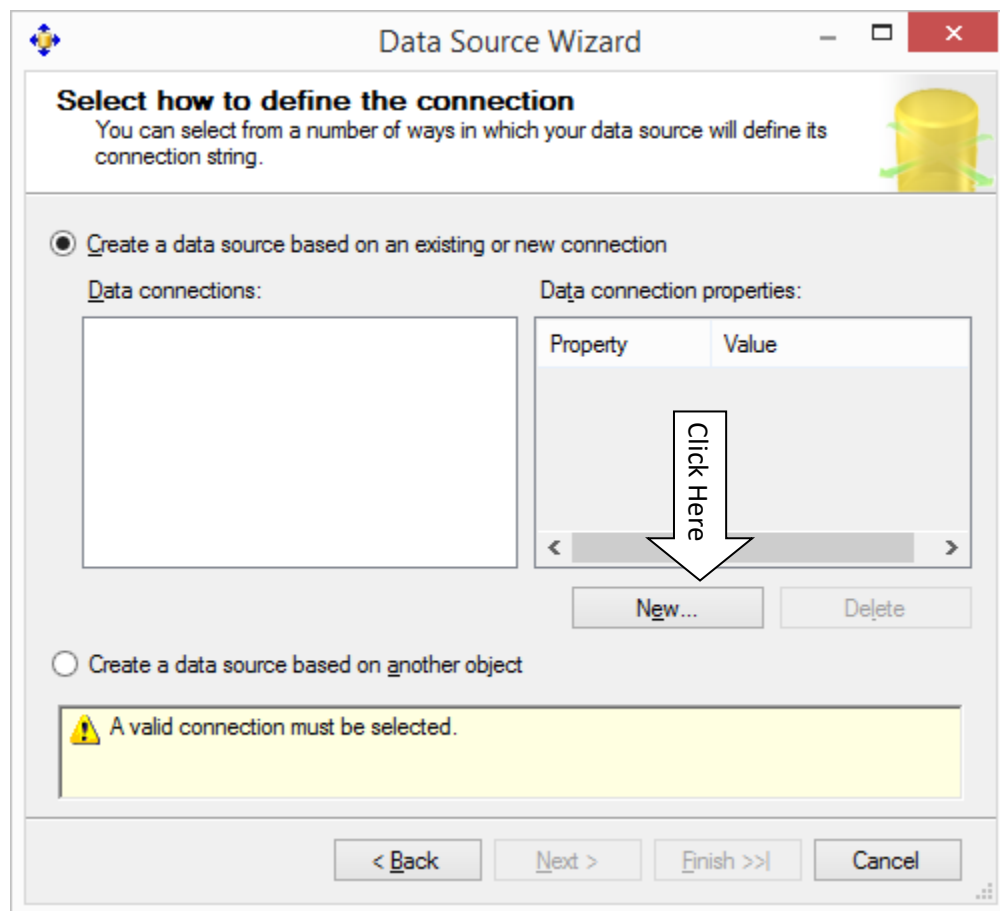 Data Source Wizard
Select how to define the connection
You can select from a number of ways in which your data source will define its
connection string.
Create a data source based on an existing or new connection
Data connections:
Data connection properties:
Property Value
Click Here
New... Delete
Create a data source based on another object
A valid connection must be selected.
< Back Next > Finish >>| Cancel